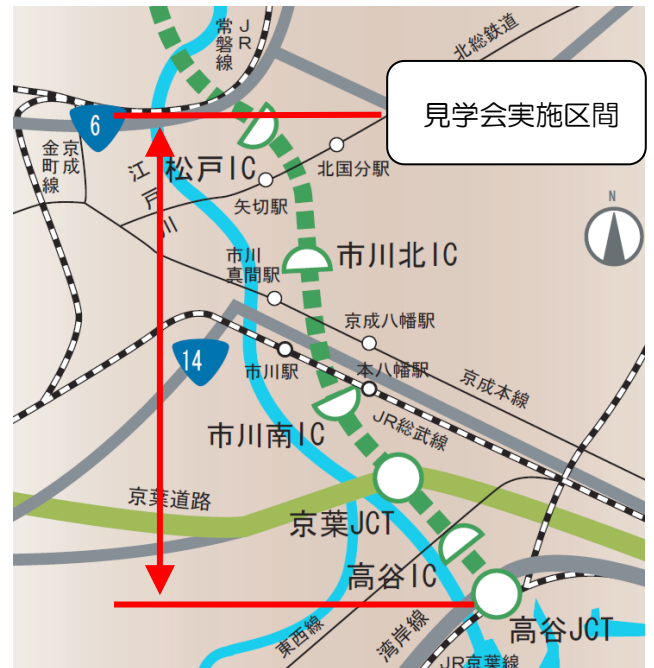 JR
常磐線
北総鉄道
見学会実施区間
6
京成
金町線
江戸川
松戸IC
北国分駅
矢切駅
N
市川北IC
市川
真間駅
京成八幡駅
14
市川駅
本八幡駅
京成本線
市川南IC
JR総武線
京葉道路
京葉JCT
高谷IC
高谷JCT
東西線
湾岸線
JR京葉線